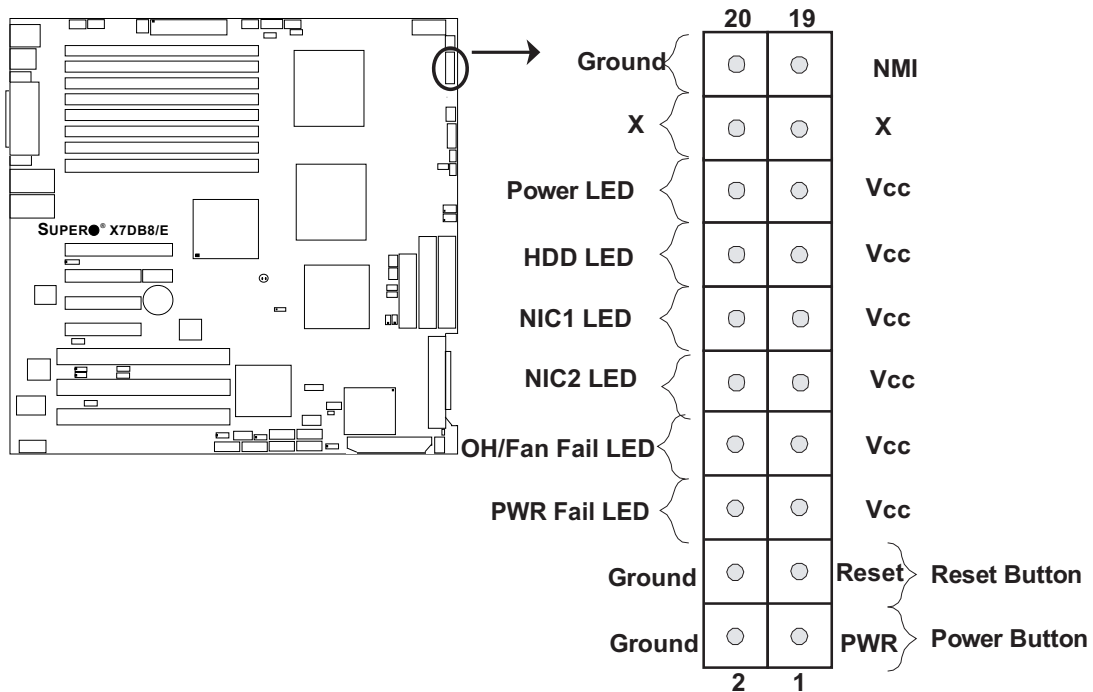 20 19
Ground NMI
X X
Power LED Vcc
SUPER® X7DB8/E
HDD LED Vcc
NIC1 LED Vcc
NIC2 LED Vcc
OH/Fan Fail LED Vcc
PWR Fail LED Vcc
Ground Reset Reset Button
Ground PWR Power Button
2 1